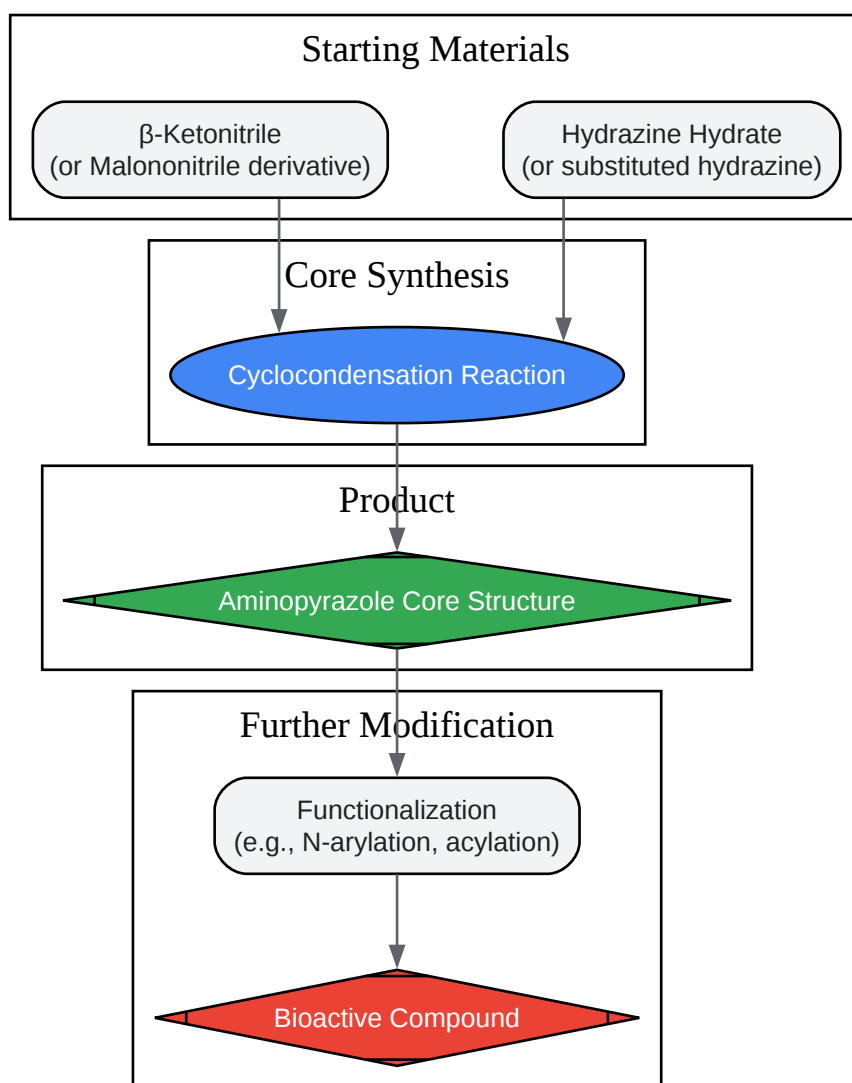 Starting Materials
β-Ketonitrile
(or Malononitrile derivative)
Hydrazine Hydrate
(or substituted hydrazine)
Core Synthesis
Cyclocondensation Reaction
Product
Aminopyrazole Core Structure
Further Modification
Functionalization
(e.g., N-arylation, acylation)
Bioactive Compound